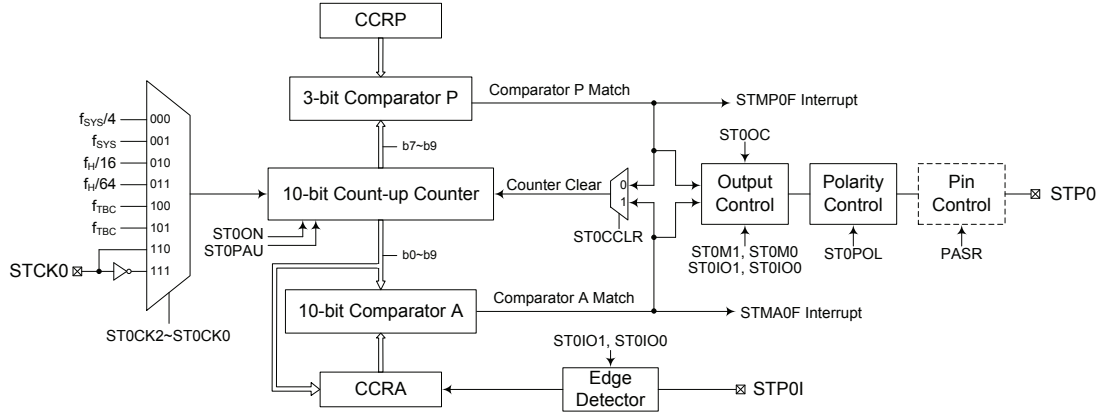 CCRP
3-bit Comparator P
Comparator P Match
STMP0F Interrupt
fSYS/4
000
fSYS
001
fH/16
010
fH/64
011
fTBC
100
fTBC
101
110
STCK0
111
ST0CK2~ST0CK0
b7~b9
10-bit Count-up Counter
Counter Clear
0
1
ST0CCLR
ST0ON
ST0PAU
b0~b9
ST0OC
Output
Control
ST0M1, ST0M0
ST0IO1, ST0IO0
Polarity
Control
ST0POL
Pin
Control
PASR
STP0
10-bit Comparator A
Comparator A Match
STMA0F Interrupt
ST0IO1, ST0IO0
CCRA
Edge
Detector
STP0I